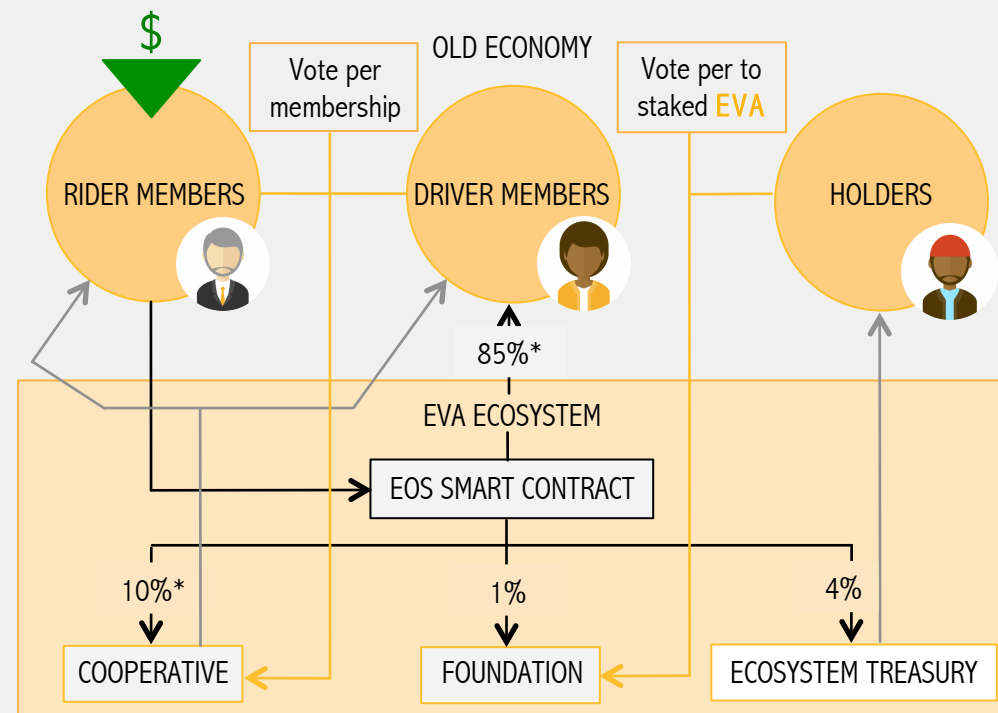 $
OLD ECONOMY
Vote per
membership
Vote per to
staked EVA
RIDER MEMBERS
DRIVER MEMBERS
HOLDERS
85%*
EVA ECOSYSTEM
EOS SMART CONTRACT
10%*
1%
4%
COOPERATIVE
FOUNDATION
ECOSYSTEM TREASURY